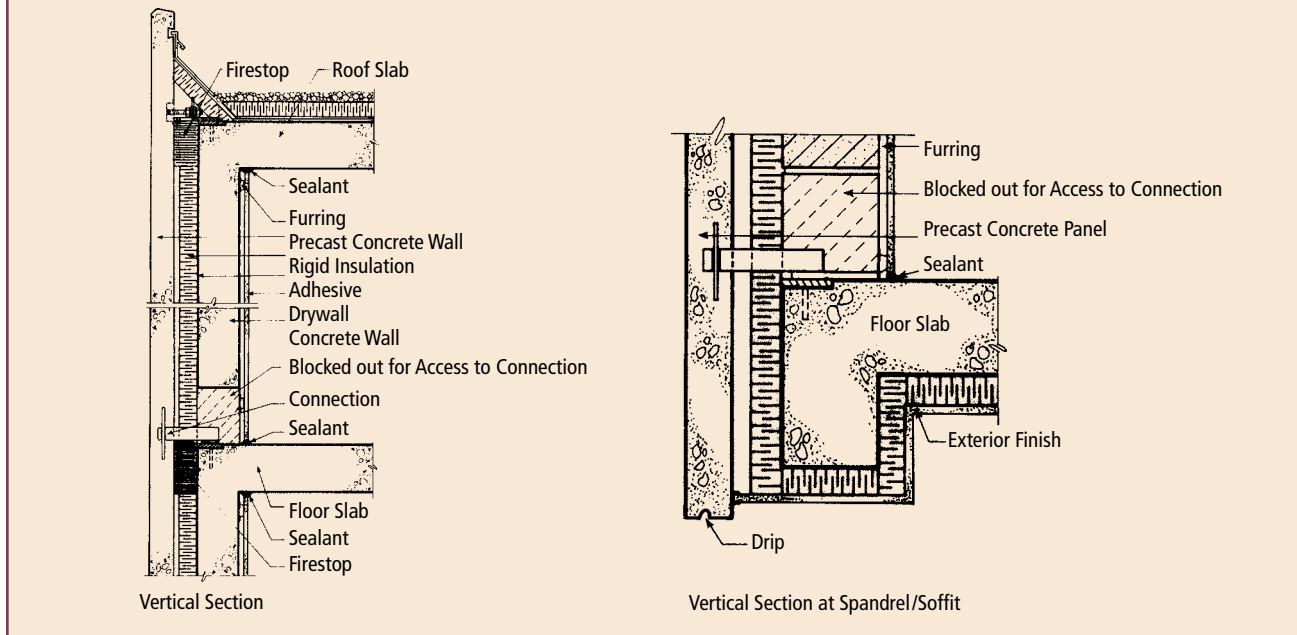 Firestop
Roof Slab
Sealant
Furring
Precast Concrete Wall
Rigid Insulation
Adhesive
Drywall
Concrete Wall
Blocked out for Access to Connection
Connection
Sealant
Floor Slab
Sealant
Firestop
Vertical Section
Furring
Blocked out for Access to Connection
Precast Concrete Panel
Sealant
Floor Slab
Exterior Finish
Drip
Vertical Section at Spandrel/Soffit